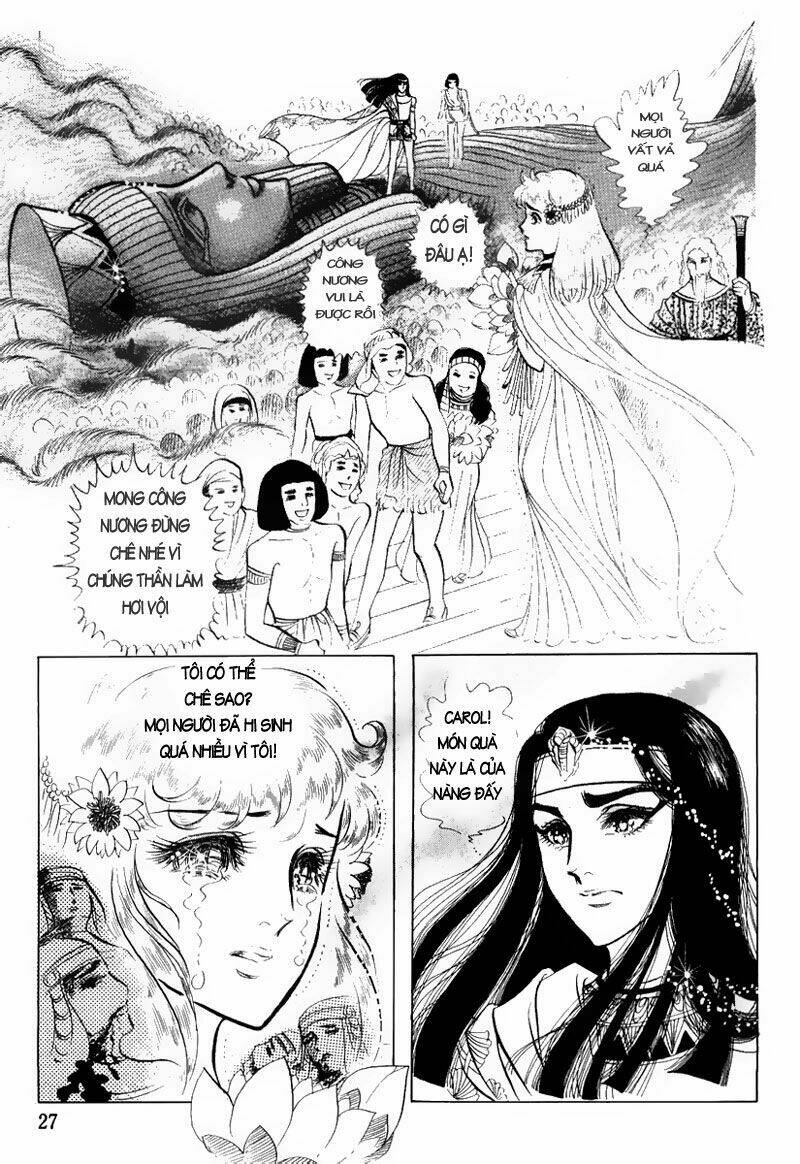 MỌI
NGƯỜI
VẤT VẢ
QUÁ
CÓ GÌ
ĐÂU Ạ!
CÔNG
NƯƠNG
VUI LÀ
ĐƯỢC RỒI
MONG CÔNG
NƯƠNG ĐỪNG
CHÊ NHÉ VÌ
CHÚNG THẦN LÀM
HƠI VỘI
TÔI CÓ THỂ
CHÊ SAO?
MỌI NGƯỜI ĐÃ HI SINH
QUÁ NHIỀU VÌ TÔI!
CAROL!
MÓN QUÀ
NÀY LÀ CỦA
NÀNG ĐẤY
27